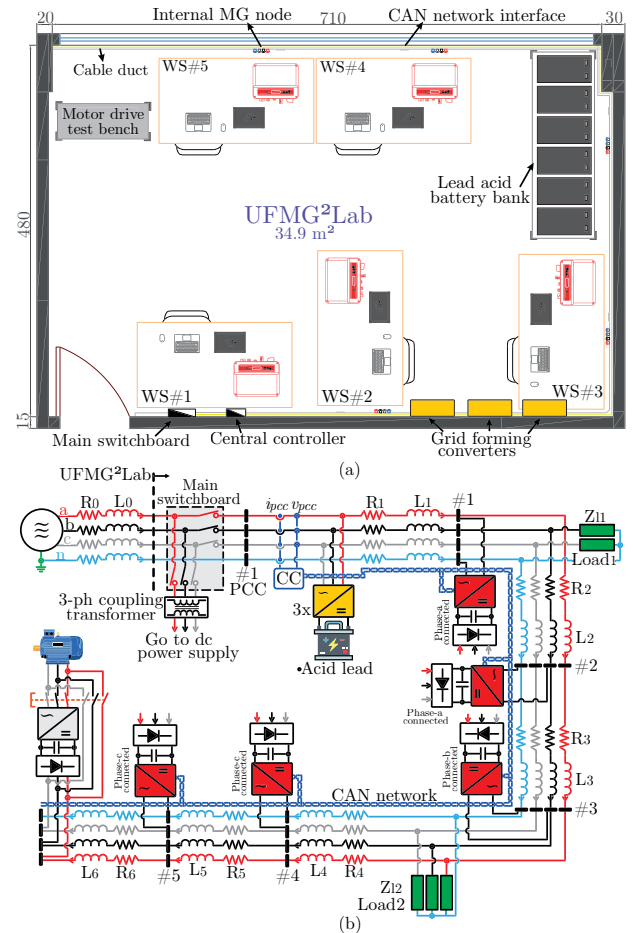 20
Internal MG node
710
CAN network interface
30
Cable duct
WS#5
WS#4
Motor drive
test bench
Lead acid
battery bank
UFMG²Lab
34.9 m²
480
WS#1
WS#2
WS#3
15
Main switchboard
Central controller
Grid forming
converters
(a)
UFMG²Lab
Main
switchboard
a
b
c
n
R0
L0
ipcc
vpcc
R1
L1
#1
Zl1
Load1
#1
PCC
CC
3-ph coupling
transformer
Go to dc
power supply
3x
•Acid lead
Phase-b
connected
R2
L2
#2
Phase-a
connected
R3
L3
#3
Phase-c
connected
Phase-c
connected
Phase-b
connected
CAN network
L6
R6
#5
L5
R5
#4
L4
R4
Zl2
Load2
(b)